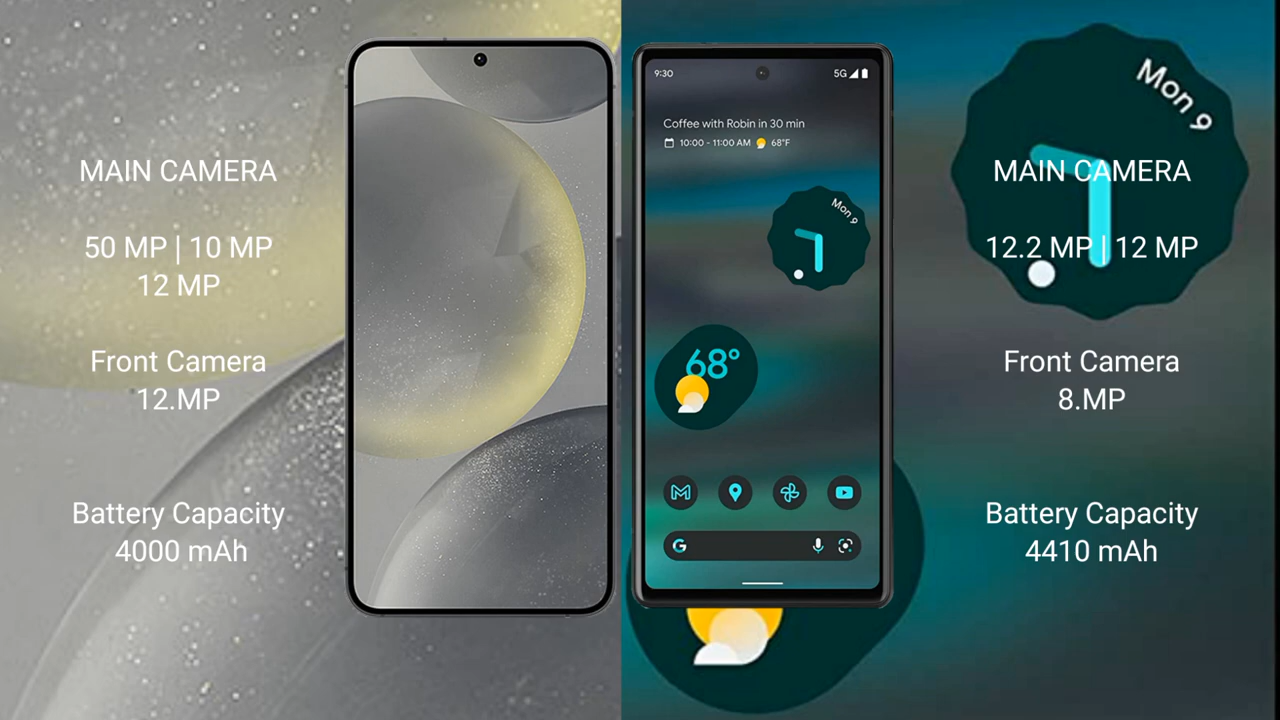 MAIN CAMERA
50 MP | 10 MP
12 MP
Front Camera
12.MP
Battery Capacity
4000 mAh
9:30
5G
Coffee with Robin in 30 min
10:00 - 11:00 AM 68°F
Mon 9
68°
G
Mon 9
MAIN CAMERA
12.2 MP | 12 MP
Front Camera
8.MP
Battery Capacity
4410 mAh